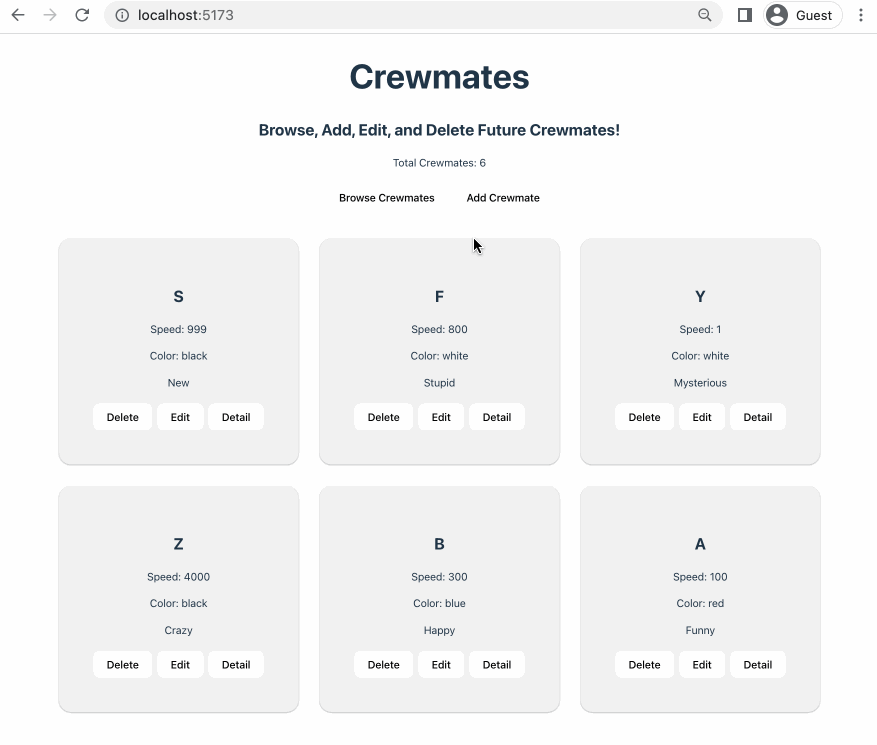 localhost:5173
Guest
Crewmates
Browse, Add, Edit, and Delete Future Crewmates!
Total Crewmates: 6
Browse Crewmates Add Crewmate
S
Speed: 999
Color: black
New
Delete Edit Detail
F
Speed: 800
Color: white
Stupid
Delete Edit Detail
Y
Speed: 1
Color: white
Mysterious
Delete Edit Detail
Z
Speed: 4000
Color: black
Crazy
Delete Edit Detail
B
Speed: 300
Color: blue
Happy
Delete Edit Detail
A
Speed: 100
Color: red
Funny
Delete Edit Detail